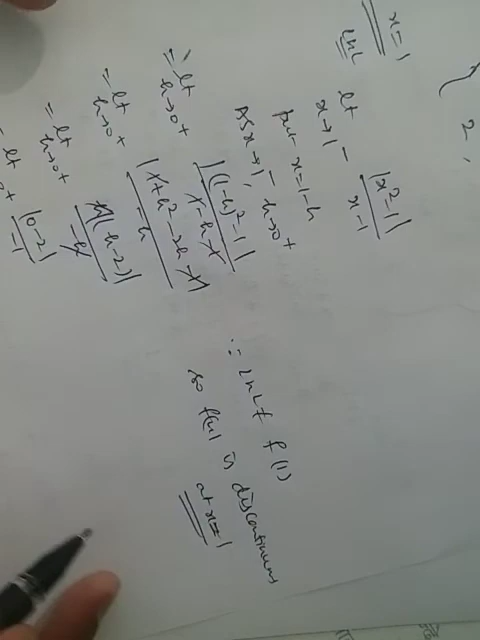 2,
x=1
LHL
lt x→1− |x²−1| / x−1
put x=1−h
As x→1−, h→0+
= lt h→0+ |(1−h)²−1| / 1−h−1
= lt h→0+ |1+h²−2h−1| / −h
= lt h→0+ h|(h−2)| / −h
= lt h→0+ |0−2| / −1
∴ LHL ≠ f(1)
so f(x) is discontinuous
at x=1